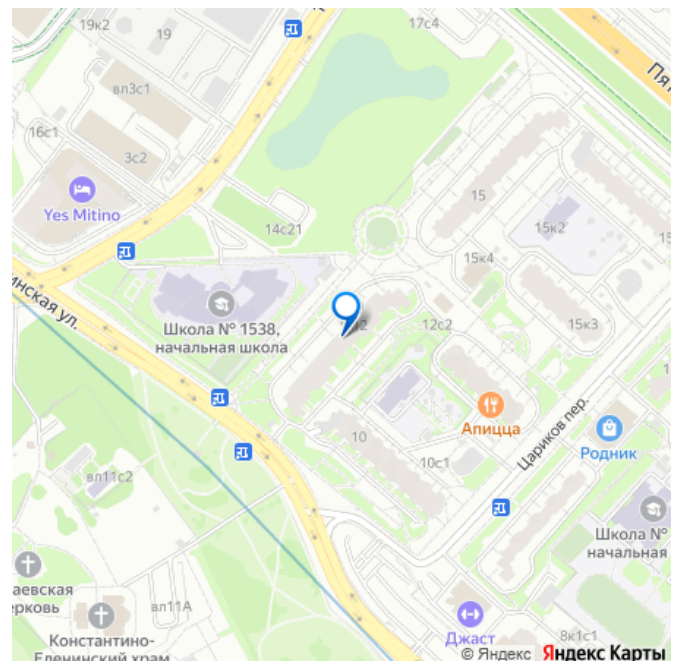 19к2
19
17с4
вл3с1
16с1
3с2
Yes Mitino
14с21
15
15к2
15к4
15к3
Школа № 1538,
начальная школа
12
12с2
Апицца
Цариков пер.
Родник
10
10с1
вл11с2
Школа №
начальная
аевская
ерковь
вл11А
Константино-
Еленинский храм
Джаст
8к1с1
инская ул.
Пят
© Яндекс Яндекс Карты